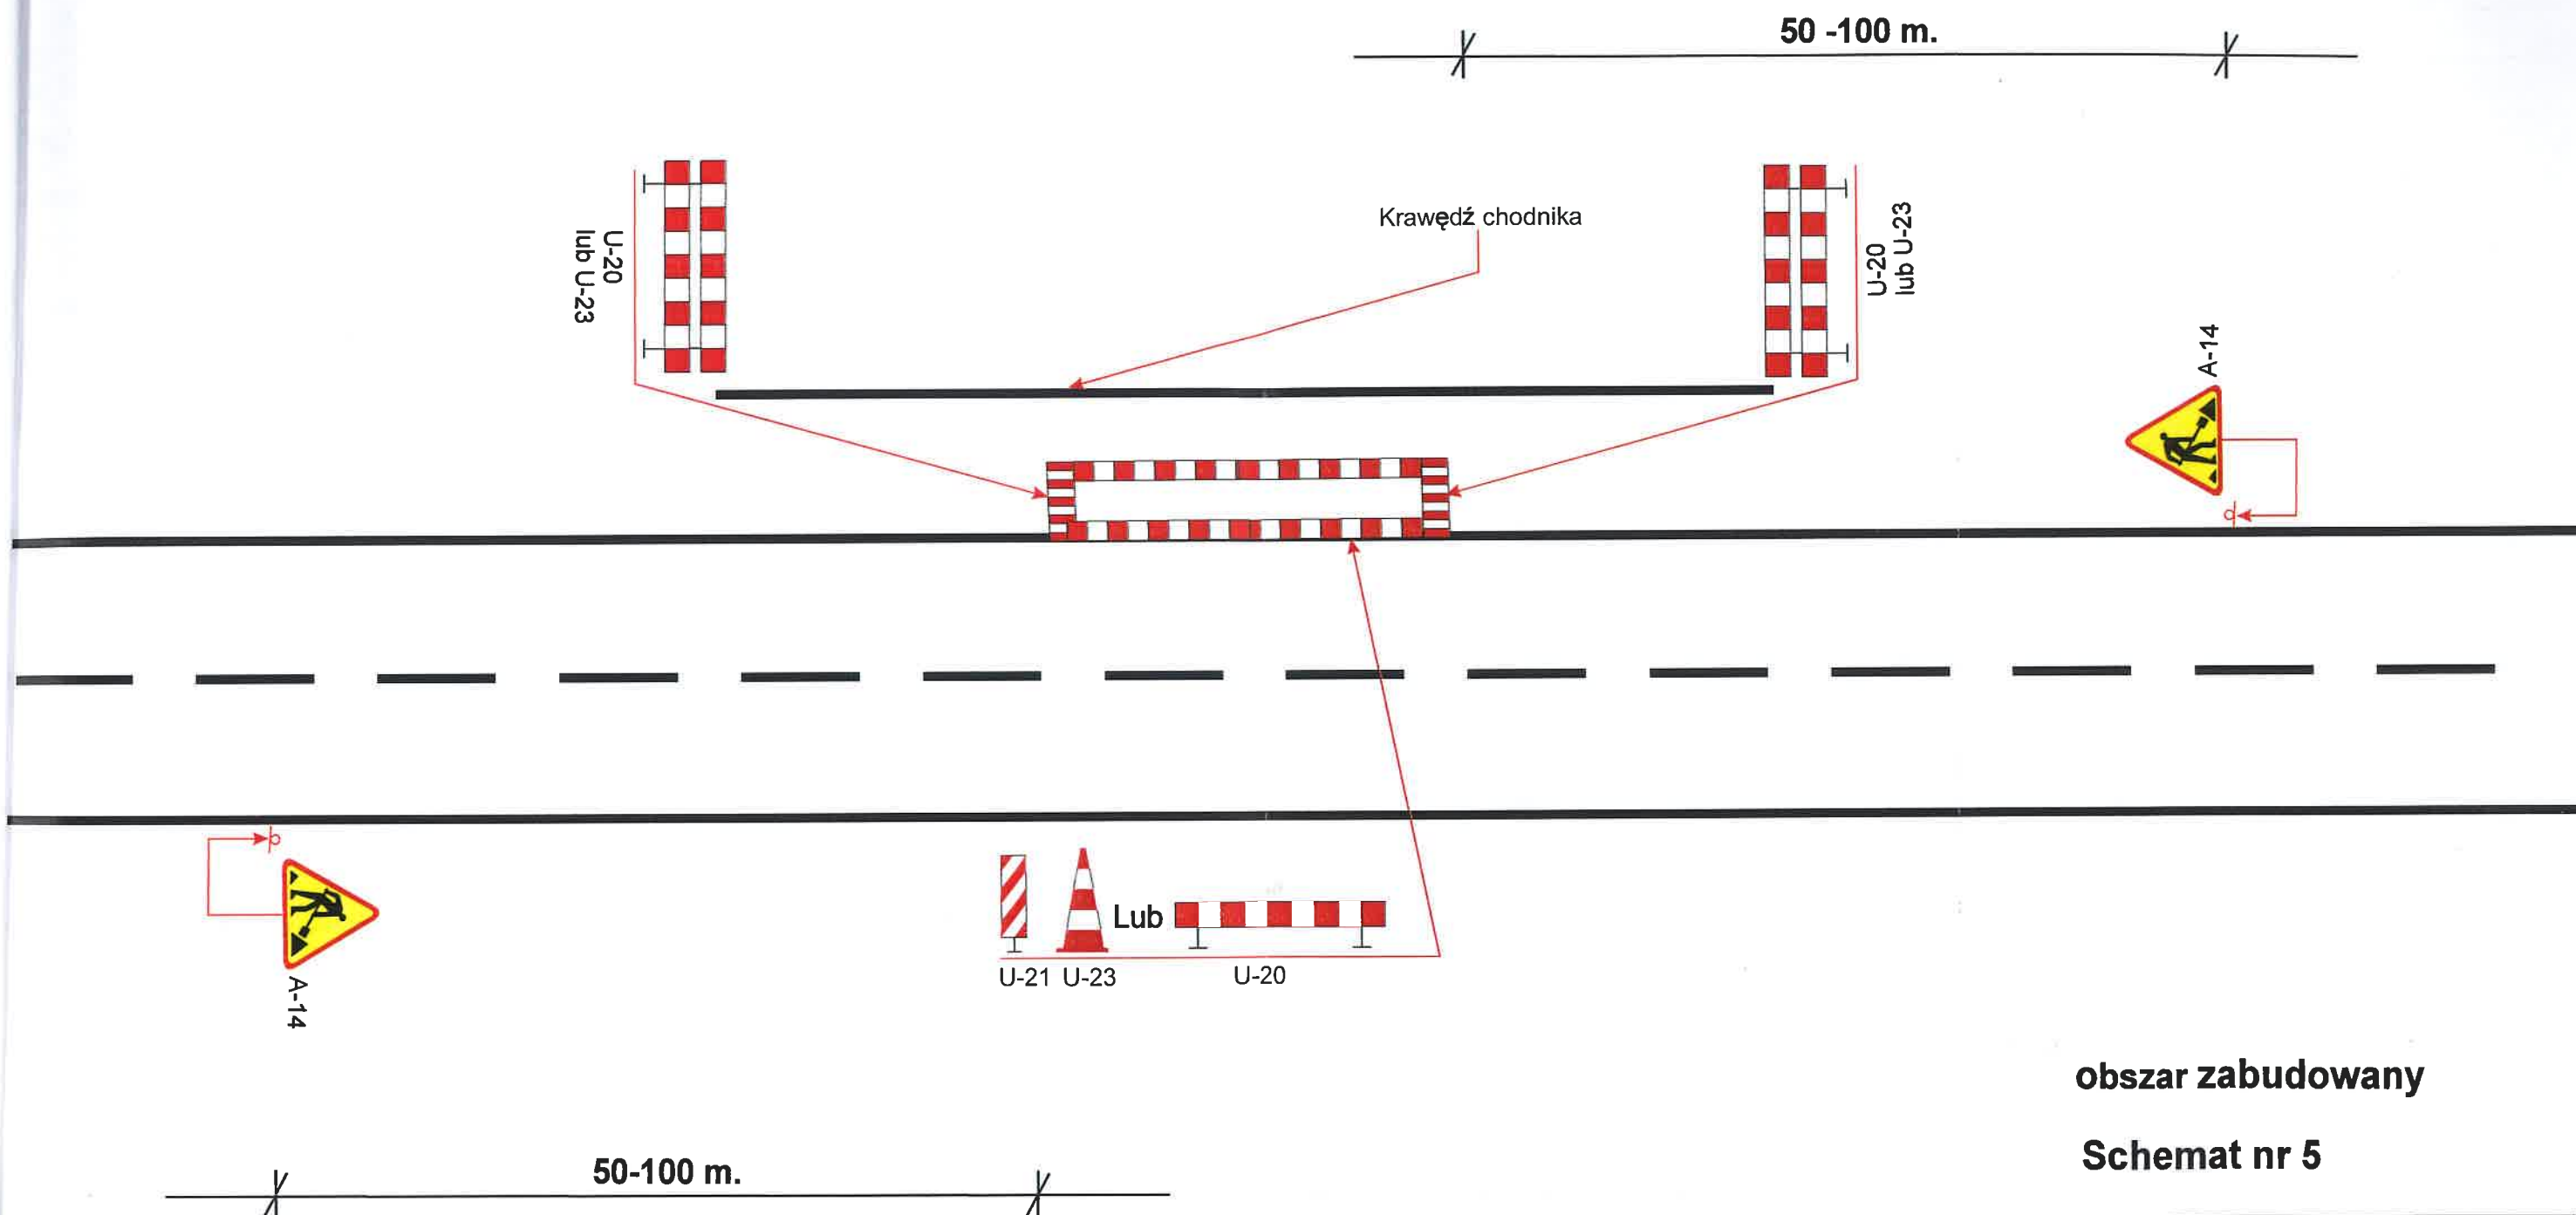 50 -100 m.
U-20
lub U-23
Krawędź chodnika
U-20
lub U-23
A-14
A-14
Lub
U-21 U-23 U-20
obszar zabudowany
Schemat nr 5
50-100 m.